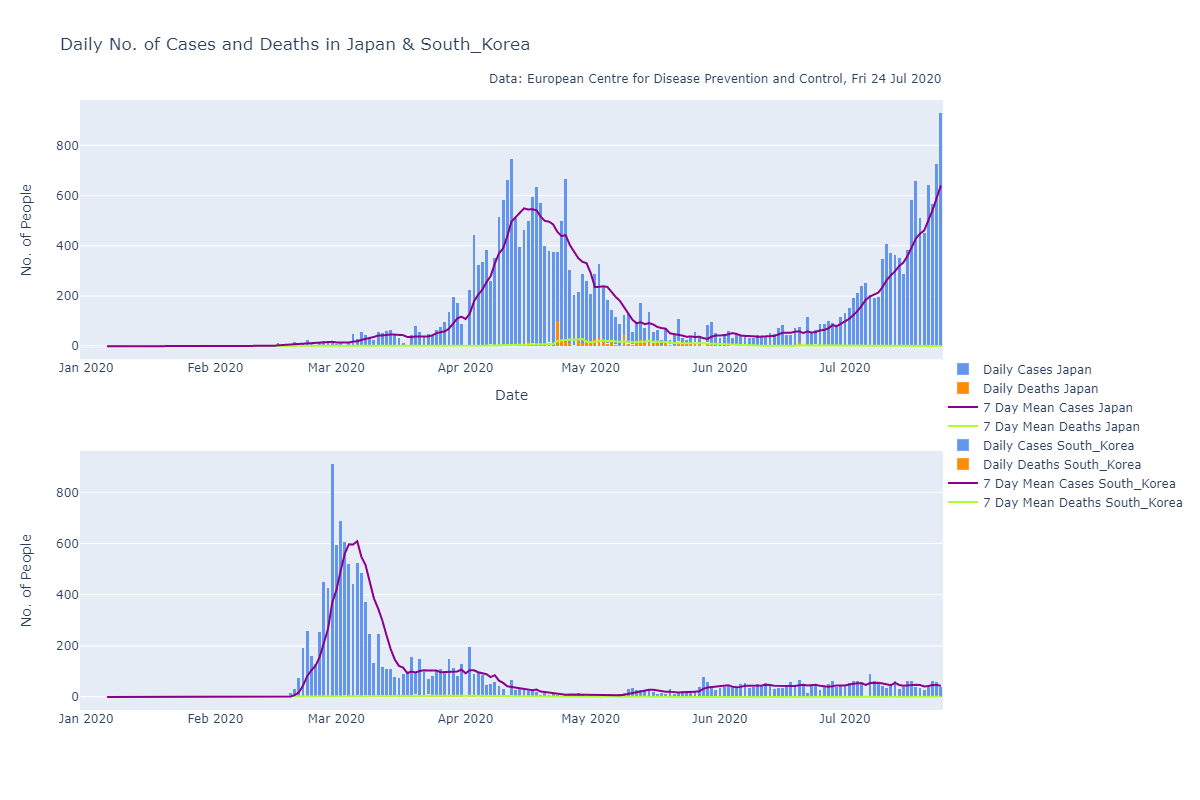 Daily No. of Cases and Deaths in Japan & South_Korea
Data: European Centre for Disease Prevention and Control, Fri 24 Jul 2020
No. of People
800
600
400
200
0
Jan 2020 Feb 2020 Mar 2020 Apr 2020 May 2020 Jun 2020 Jul 2020
Date
Daily Cases Japan
Daily Deaths Japan
7 Day Mean Cases Japan
7 Day Mean Deaths Japan
Daily Cases South_Korea
Daily Deaths South_Korea
7 Day Mean Cases South_Korea
7 Day Mean Deaths South_Korea
No. of People
800
600
400
200
0
Jan 2020 Feb 2020 Mar 2020 Apr 2020 May 2020 Jun 2020 Jul 2020